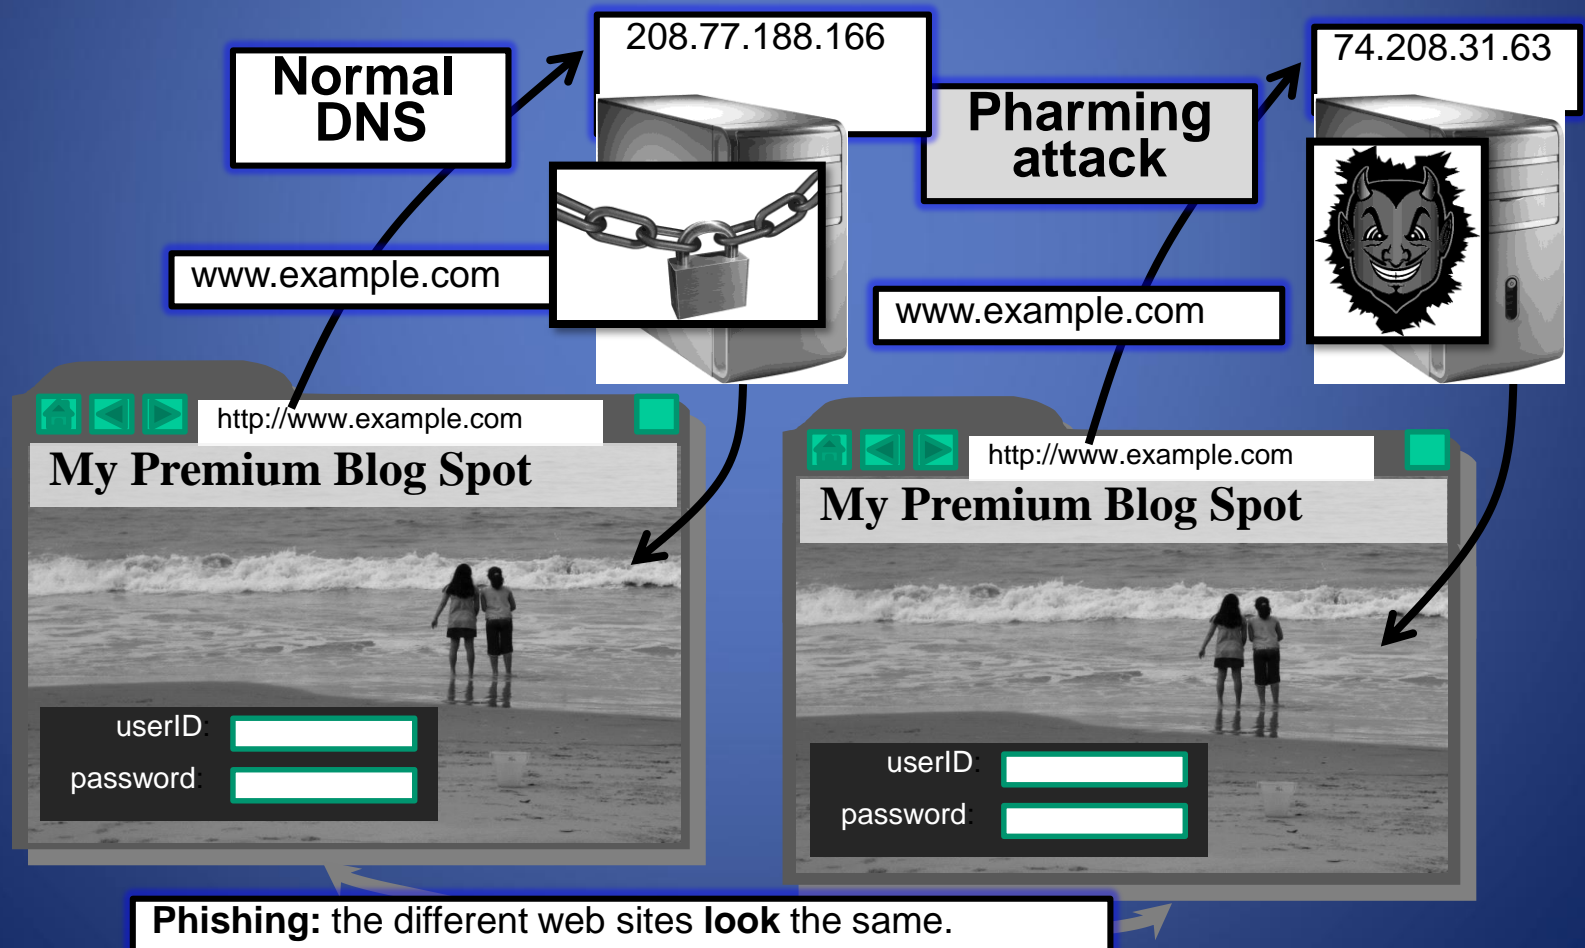 Normal
DNS
208.77.188.166
www.example.com
http://www.example.com
My Premium Blog Spot
userID:
password:
Pharming
attack
74.208.31.63
www.example.com
http://www.example.com
My Premium Blog Spot
userID:
password:
Phishing: the different web sites look the same.